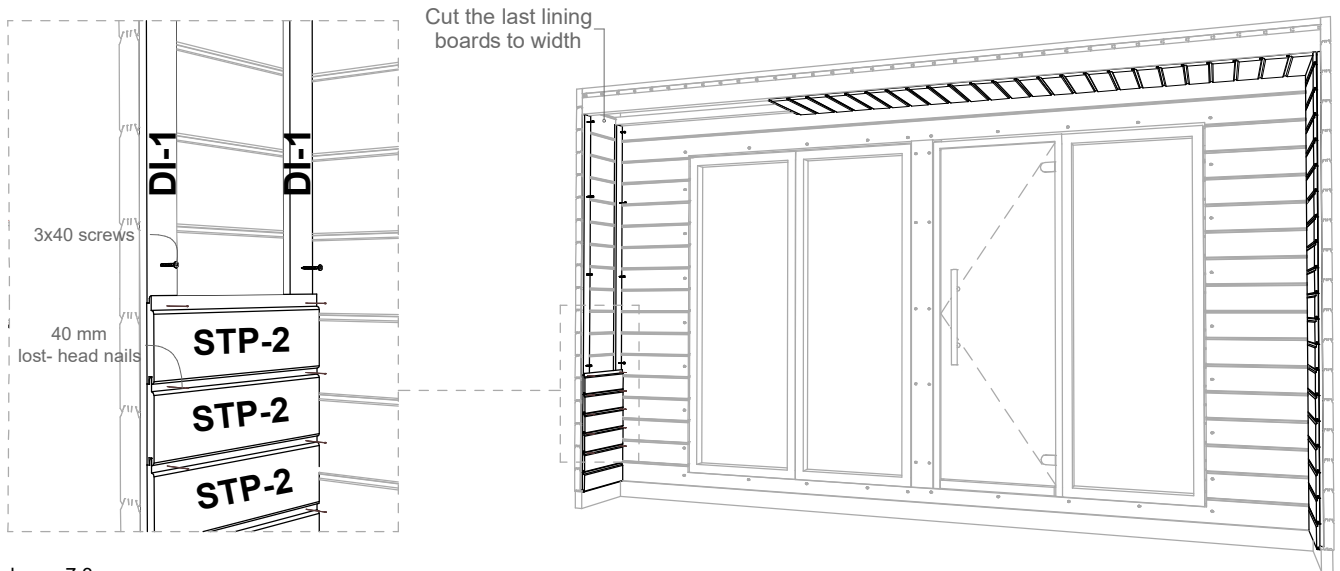 Cut the last lining
boards to width
DI-1
DI-1
3x40 screws
40 mm
lost- head nails
STP-2
STP-2
STP-2